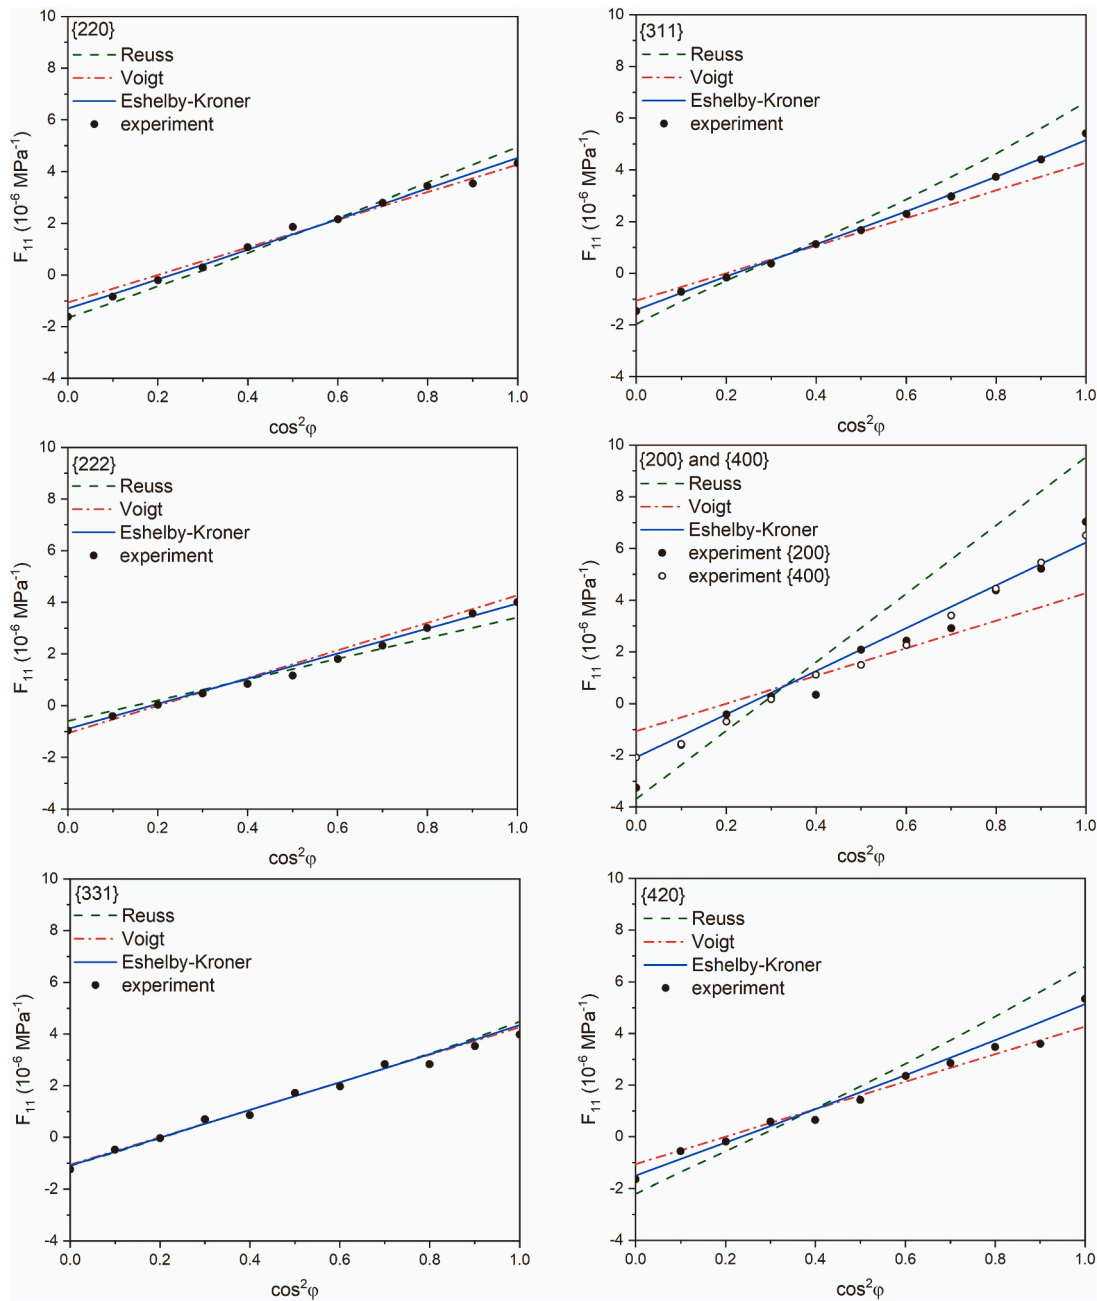 {220}
Reuss
Voigt
Eshelby-Kroner
experiment
10
8
6
4
2
0
-2
-4
F₁₁ (10⁻⁶ MPa⁻¹)
0.0 0.2 0.4 0.6 0.8 1.0
cos²φ
{311}
Reuss
Voigt
Eshelby-Kroner
experiment
10
8
6
4
2
0
-2
-4
F₁₁ (10⁻⁶ MPa⁻¹)
0.0 0.2 0.4 0.6 0.8 1.0
cos²φ
{222}
Reuss
Voigt
Eshelby-Kroner
experiment
10
8
6
4
2
0
-2
-4
F₁₁ (10⁻⁶ MPa⁻¹)
0.0 0.2 0.4 0.6 0.8 1.0
cos²φ
{200} and {400}
Reuss
Voigt
Eshelby-Kroner
experiment {200}
experiment {400}
10
8
6
4
2
0
-2
-4
F₁₁ (10⁻⁶ MPa⁻¹)
0.0 0.2 0.4 0.6 0.8 1.0
cos²φ
{331}
Reuss
Voigt
Eshelby-Kroner
experiment
10
8
6
4
2
0
-2
-4
F₁₁ (10⁻⁶ MPa⁻¹)
0.0 0.2 0.4 0.6 0.8 1.0
cos²φ
{420}
Reuss
Voigt
Eshelby-Kroner
experiment
10
8
6
4
2
0
-2
-4
F₁₁ (10⁻⁶ MPa⁻¹)
0.0 0.2 0.4 0.6 0.8 1.0
cos²φ